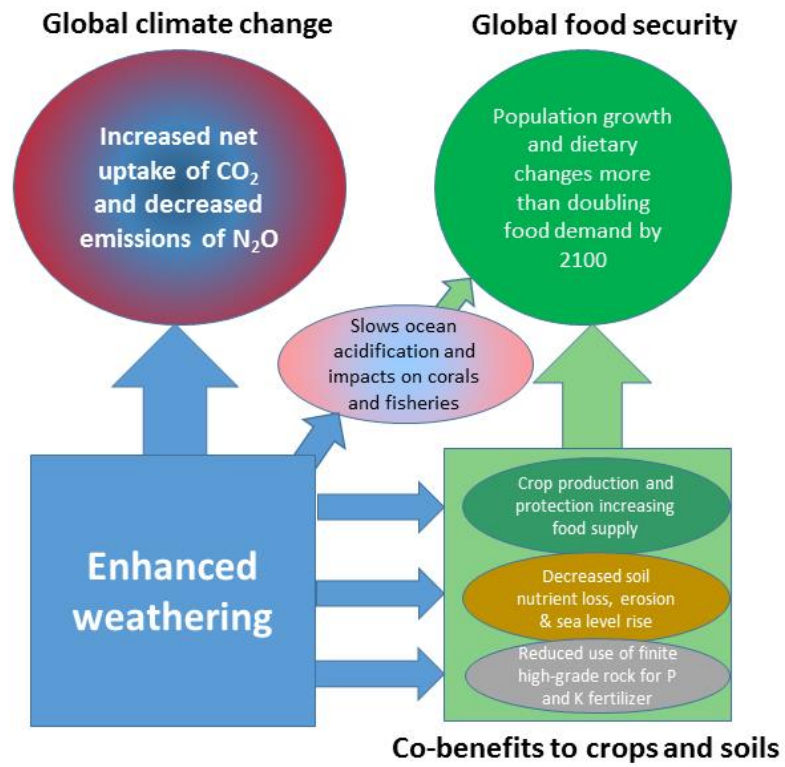 Global climate change
Global food security
Increased net
uptake of CO₂
and decreased
emissions of N₂O
Population growth
and dietary
changes more
than doubling
food demand by
2100
Slows ocean
acidification and
impacts on corals
and fisheries
Enhanced
weathering
Crop production and
protection increasing
food supply
Decreased soil
nutrient loss, erosion
& sea level rise
Reduced use of finite
high-grade rock for P
and K fertilizer
Co-benefits to crops and soils